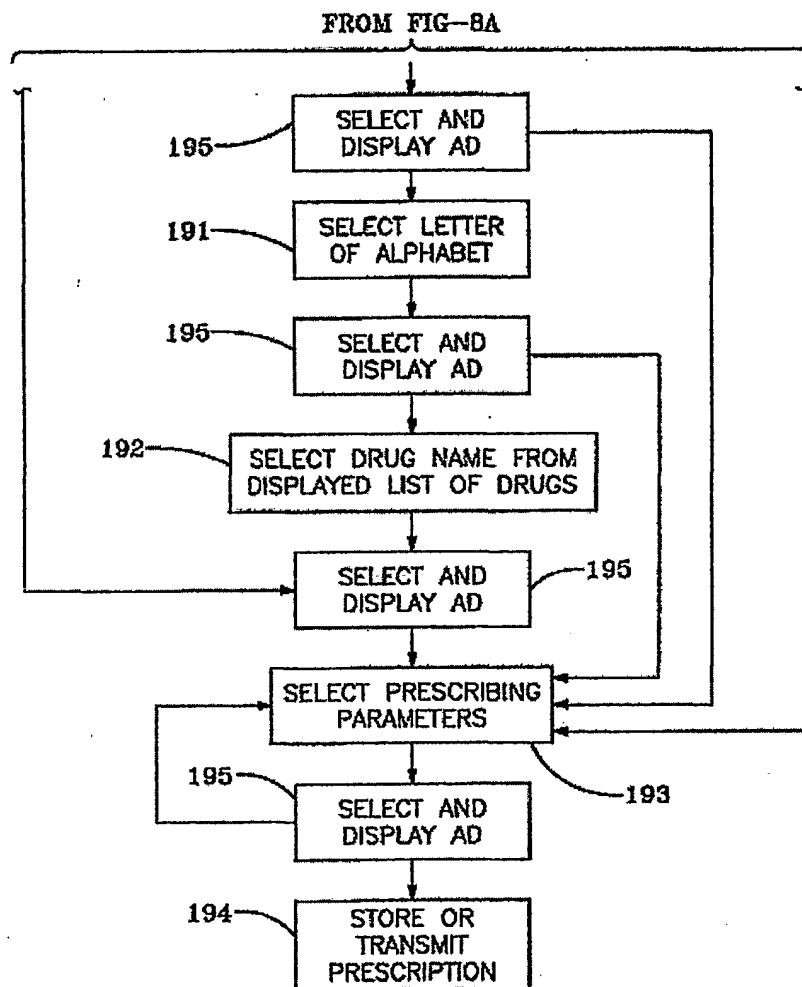 FROM FIG-8A
SELECT AND
DISPLAY AD
195
191
SELECT LETTER
OF ALPHABET
195
SELECT AND
DISPLAY AD
192
SELECT DRUG NAME FROM
DISPLAYED LIST OF DRUGS
SELECT AND
DISPLAY AD
195
SELECT PRESCRIBING
PARAMETERS
193
195
SELECT AND
DISPLAY AD
194
STORE OR
TRANSMIT
PRESCRIPTION